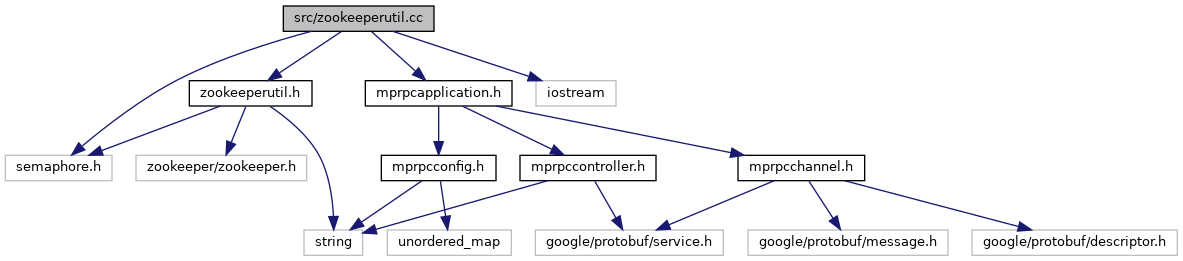 src/zookeeperutil.cc
zookeeperutil.h
mprpcapplication.h
iostream
semaphore.h
zookeeper/zookeeper.h
mprpcconfig.h
mprpccontroller.h
mprpcchannel.h
string
unordered_map
google/protobuf/service.h
google/protobuf/message.h
google/protobuf/descriptor.h